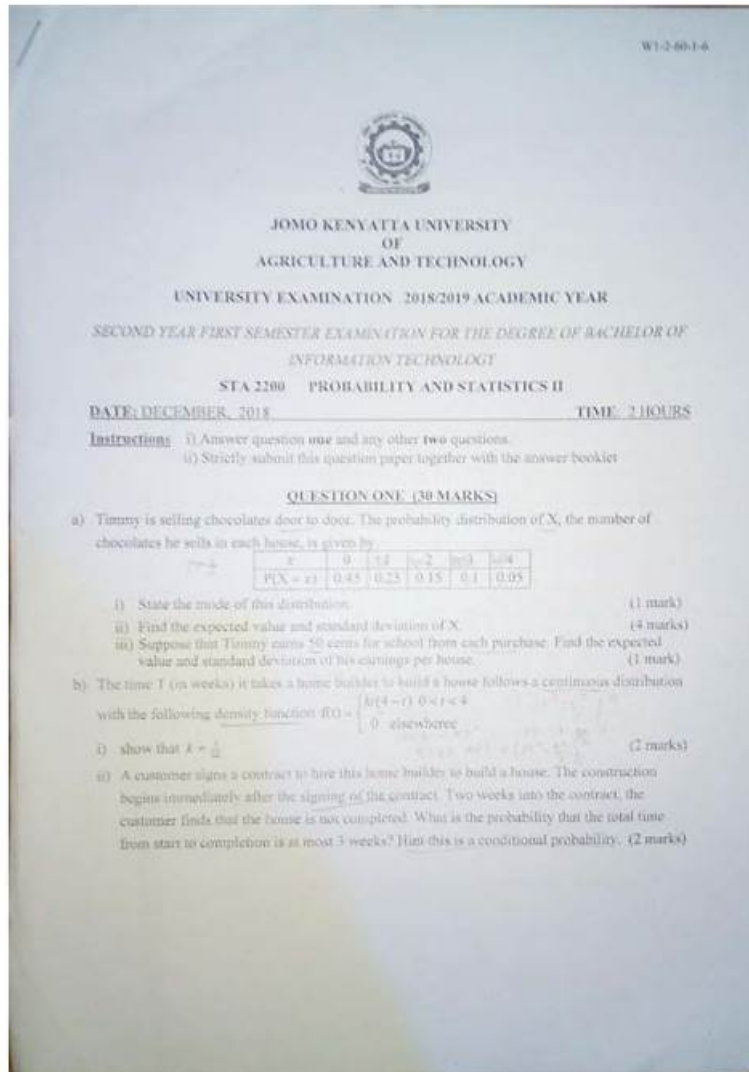 W1-2-60-1-6
JOMO KENYATTA UNIVERSITY
OF
AGRICULTURE AND TECHNOLOGY
UNIVERSITY EXAMINATION 2018/2019 ACADEMIC YEAR
SECOND YEAR FIRST SEMESTER EXAMINATION FOR THE DEGREE OF BACHELOR OF
INFORMATION TECHNOLOGY
STA 2200 PROBABILITY AND STATISTICS II
DATE: DECEMBER, 2018 TIME: 2 HOURS
Instructions i) Answer question one and any other two questions.
ii) Strictly submit this question paper together with the answer booklet
QUESTION ONE (30 MARKS)
a) Timmy is selling chocolates door to door. The probability distribution of X, the number of
chocolates he sells in each house, is given by
x 0 1 2 3 4
P(X = x) 0.45 0.25 0.15 0.1 0.05
i) State the mode of this distribution. (1 mark)
ii) Find the expected value and standard deviation of X. (4 marks)
iii) Suppose that Timmy earns 50 cents for school from each purchase. Find the expected
value and standard deviation of his earnings per house. (1 mark)
b) The time T (in weeks) it takes a home builder to build a house follows a continuous distribution
with the following density function f(t) = { kt(4 − t) 0 < t < 4
0 elsewheree
i) show that k = (2 marks)
ii) A customer signs a contract to hire this home builder to build a house. The construction
begins immediately after the signing of the contract. Two weeks into the contract, the
customer finds that the house is not completed. What is the probability that the total time
from start to completion is at most 3 weeks? Hint this is a conditional probability. (2 marks)